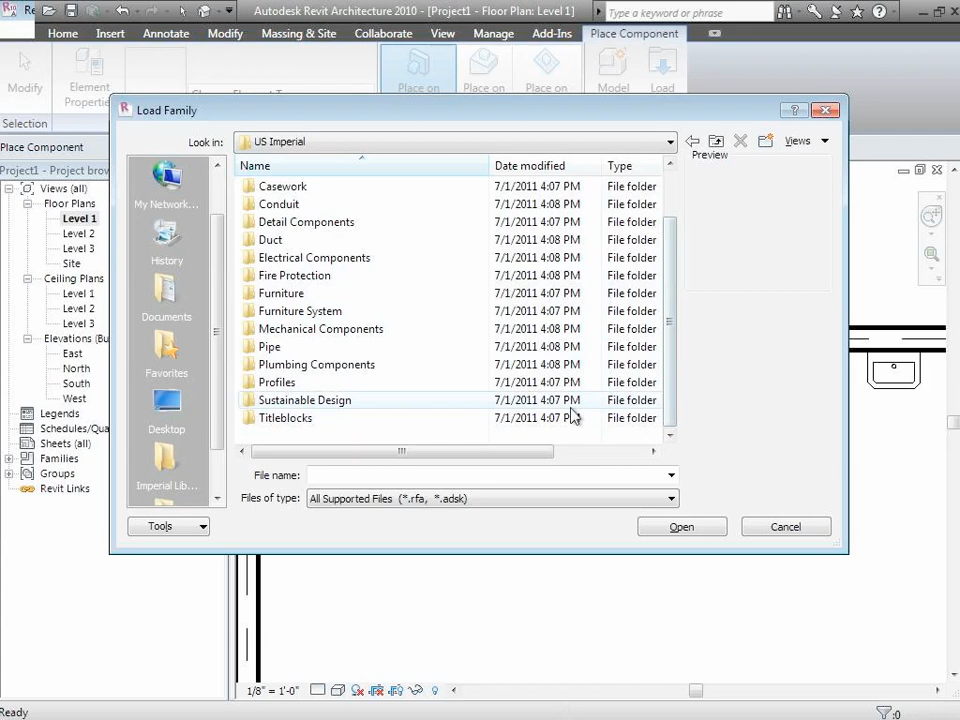 Re
Autodesk Revit Architecture 2010 - [Project1 - Floor Plan: Level 1]
Type a keyword or phrase
Home Insert Annotate Modify Massing & Site Collaborate View Manage Add-Ins Place Component
Modify
Element
Properties
Place on
Place on
Place on
Model
Load
Selection
Place Component
Project1 - Project brow
Views (all)
Floor Plans
Level 1
Level 2
Level 3
Site
Ceiling Plans
Level 1
Level 2
Level 3
Elevations (Bu
East
North
South
West
Legends
Schedules/Qua
Sheets (all)
Families
Groups
Revit Links
Load Family
Look in: US Imperial
Views
Preview
My Network...
History
Documents
Favorites
Desktop
Imperial Lib...
Name Date modified Type
Casework 7/1/2011 4:07 PM File folder
Conduit 7/1/2011 4:08 PM File folder
Detail Components 7/1/2011 4:07 PM File folder
Duct 7/1/2011 4:08 PM File folder
Electrical Components 7/1/2011 4:08 PM File folder
Fire Protection 7/1/2011 4:08 PM File folder
Furniture 7/1/2011 4:07 PM File folder
Furniture System 7/1/2011 4:07 PM File folder
Mechanical Components 7/1/2011 4:08 PM File folder
Pipe 7/1/2011 4:08 PM File folder
Plumbing Components 7/1/2011 4:08 PM File folder
Profiles 7/1/2011 4:07 PM File folder
Sustainable Design 7/1/2011 4:07 PM File folder
Titleblocks 7/1/2011 4:07 PM File folder
File name:
Files of type: All Supported Files (*.rfa, *.adsk)
Tools
Open
Cancel
1/8" = 1'-0"
Ready
:0